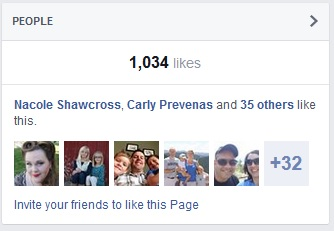 PEOPLE
1,034 likes
Nacole Shawcross, Carly Prevenas and 35 others like
this.
+32
Invite your friends to like this Page